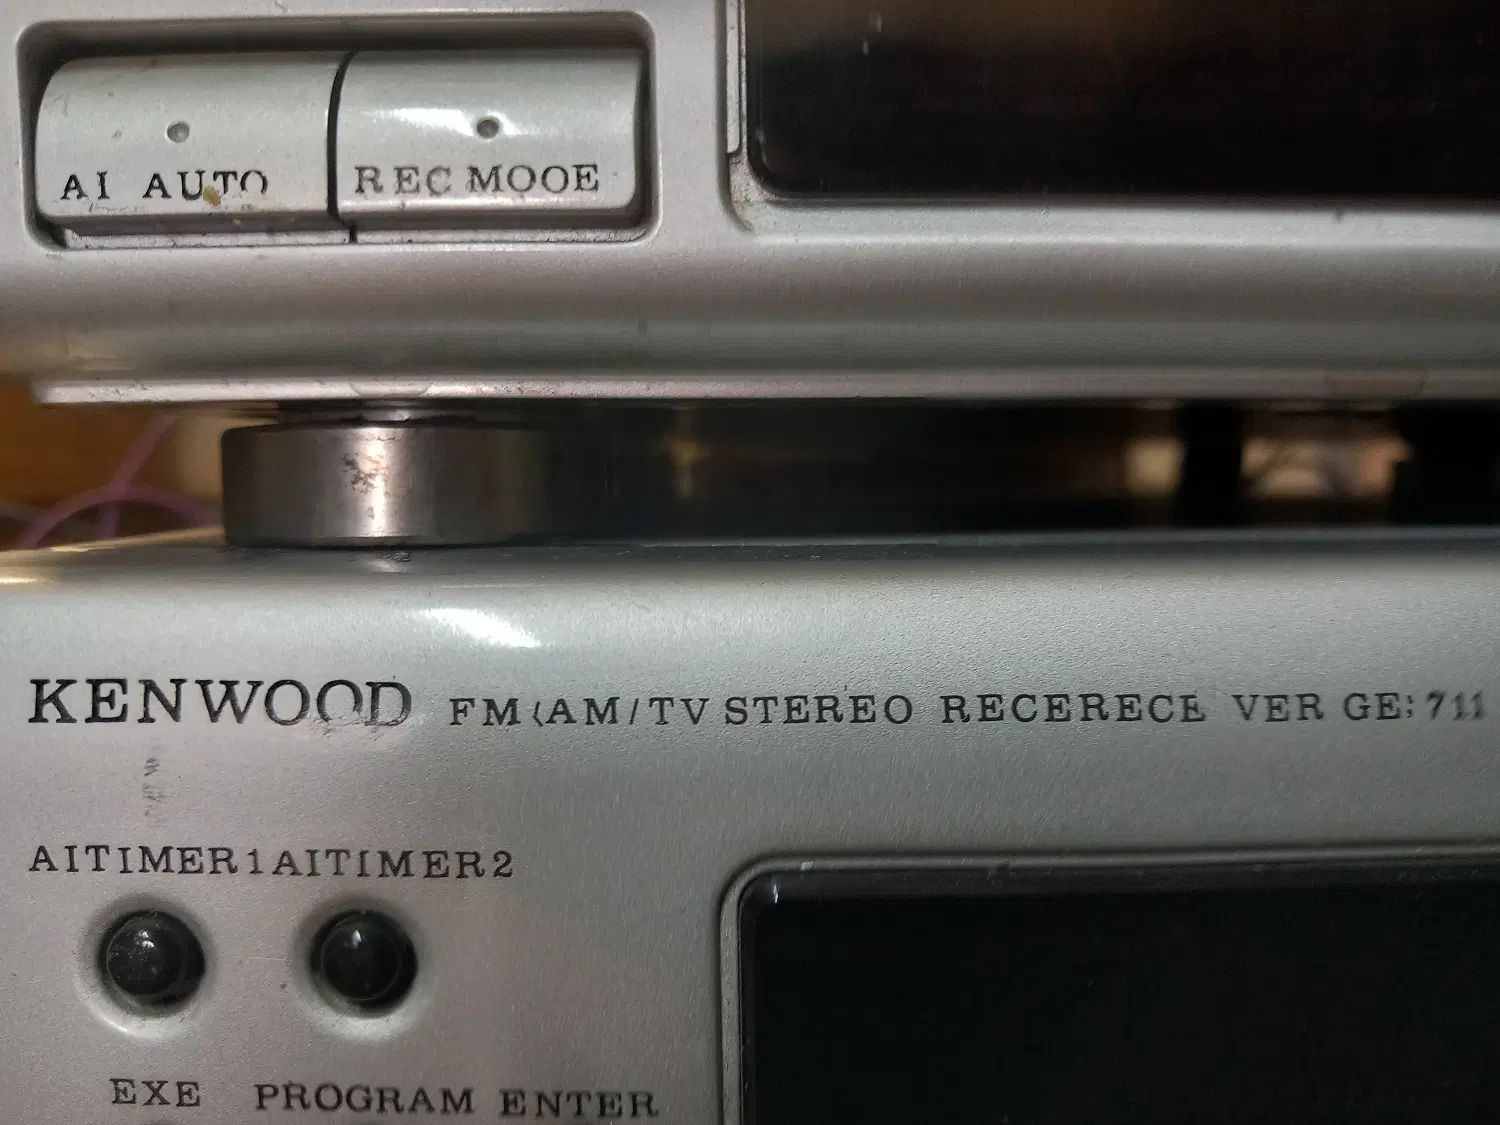 AI AUTO REC MOOE
KENWOOD FM(AM/TV STEREO RECERECE VER GE; 711
AITIMER1AITIMER2
EXE PROGRAM ENTER